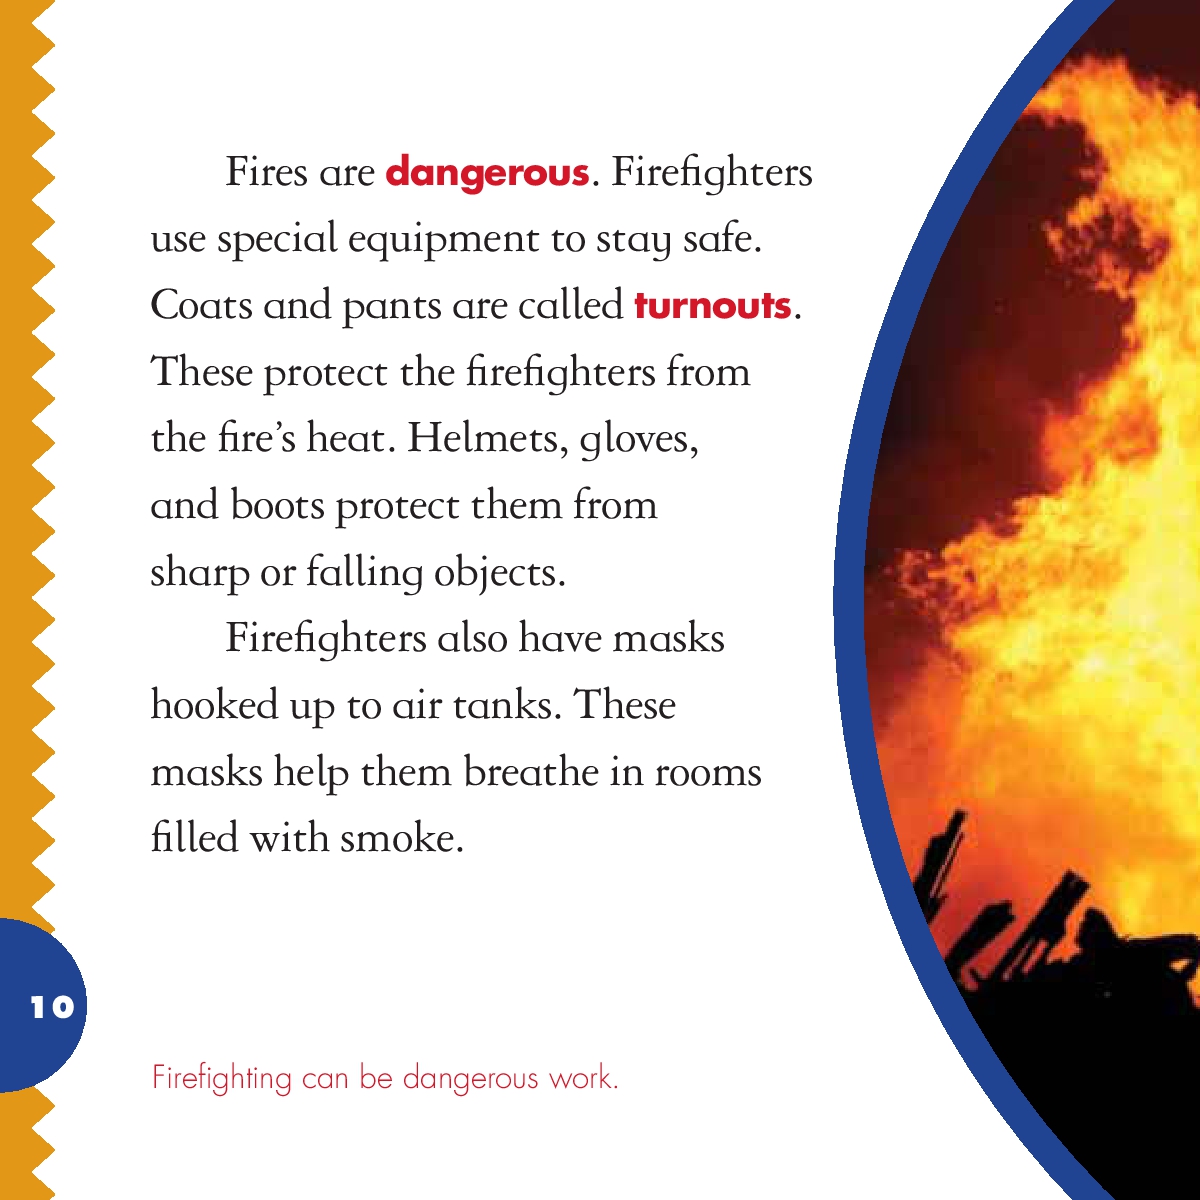 Fires are dangerous. Firefighters
use special equipment to stay safe.
Coats and pants are called turnouts.
These protect the firefighters from
the fire’s heat. Helmets, gloves,
and boots protect them from
sharp or falling objects.
Firefighters also have masks
hooked up to air tanks. These
masks help them breathe in rooms
filled with smoke.
10
Firefighting can be dangerous work.